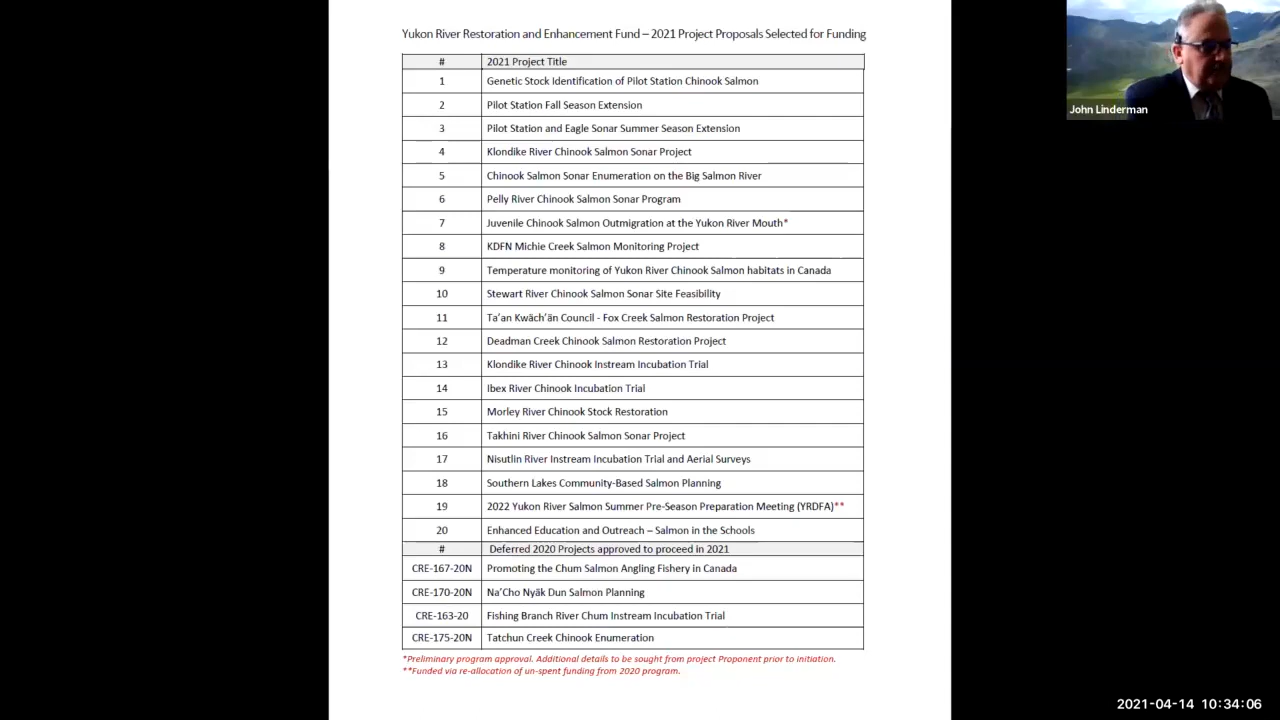 Yukon River Restoration and Enhancement Fund – 2021 Project Proposals Selected for Funding
# 2021 Project Title
1 Genetic Stock Identification of Pilot Station Chinook Salmon
2 Pilot Station Fall Season Extension
3 Pilot Station and Eagle Sonar Summer Season Extension
4 Klondike River Chinook Salmon Sonar Project
5 Chinook Salmon Sonar Enumeration on the Big Salmon River
6 Pelly River Chinook Salmon Sonar Program
7 Juvenile Chinook Salmon Outmigration at the Yukon River Mouth*
8 KDFN Michie Creek Salmon Monitoring Project
9 Temperature monitoring of Yukon River Chinook Salmon habitats in Canada
10 Stewart River Chinook Salmon Sonar Site Feasibility
11 Ta’an Kwäch’än Council - Fox Creek Salmon Restoration Project
12 Deadman Creek Chinook Salmon Restoration Project
13 Klondike River Chinook Instream Incubation Trial
14 Ibex River Chinook Incubation Trial
15 Morley River Chinook Stock Restoration
16 Takhini River Chinook Salmon Sonar Project
17 Nisutlin River Instream Incubation Trial and Aerial Surveys
18 Southern Lakes Community-Based Salmon Planning
19 2022 Yukon River Salmon Summer Pre-Season Preparation Meeting (YRDFA)**
20 Enhanced Education and Outreach – Salmon in the Schools
# Deferred 2020 Projects approved to proceed in 2021
CRE-167-20N Promoting the Chum Salmon Angling Fishery in Canada
CRE-170-20N Na’Cho Nyäk Dun Salmon Planning
CRE-163-20 Fishing Branch River Chum Instream Incubation Trial
CRE-175-20N Tatchun Creek Chinook Enumeration
*Preliminary program approval. Additional details to be sought from project Proponent prior to initiation.
**Funded via re-allocation of un-spent funding from 2020 program.
John Linderman
2021-04-14 10:34:06